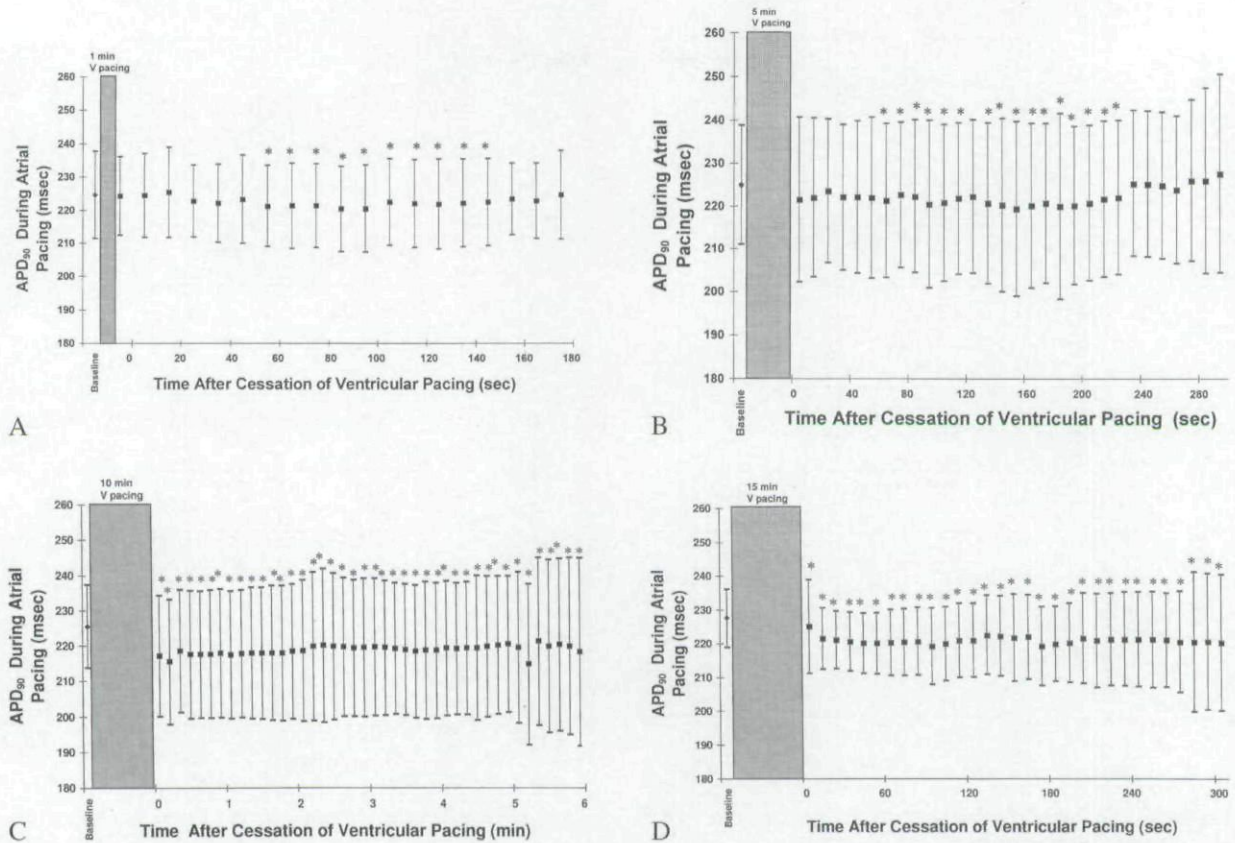 1 min
V pacing
260
250
240
230
220
210
200
190
180
APD90 During Atrial
Pacing (msec)
* * * * * * * * * *
Baseline
0 20 40 60 80 100 120 140 160 180
Time After Cessation of Ventricular Pacing (sec)
A
5 min
V pacing
260
250
240
230
220
210
200
190
180
APD90 During Atrial
Pacing (msec)
Baseline
0 40 80 120 160 200 240 280
Time After Cessation of Ventricular Pacing (sec)
B
10 min
V pacing
260
250
240
230
220
210
200
190
180
APD90 During Atrial
Pacing (msec)
Baseline
0 1 2 3 4 5 6
Time After Cessation of Ventricular Pacing (min)
C
15 min
V pacing
260
250
240
230
220
210
200
190
180
APD90 During Atrial
Pacing (msec)
Baseline
0 60 120 180 240 300
Time After Cessation of Ventricular Pacing (sec)
D